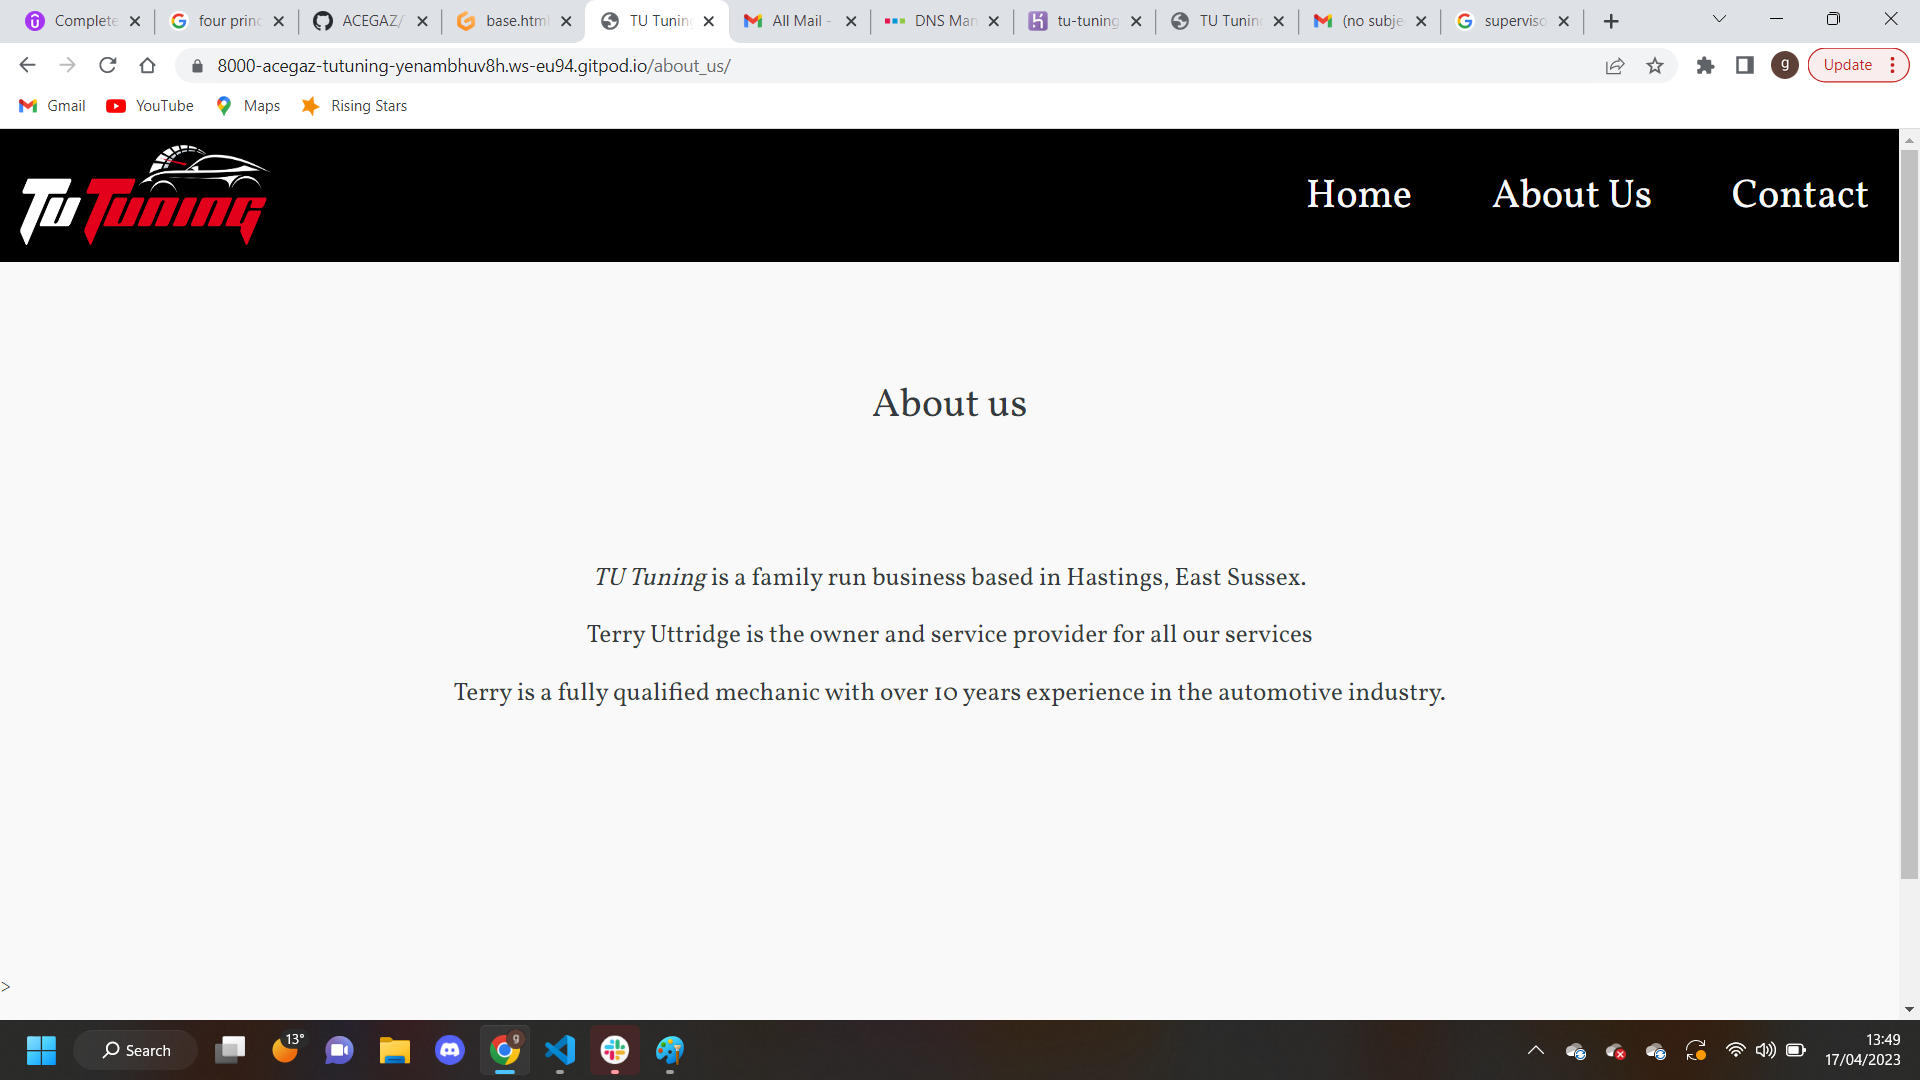 Complete
four princ
ACEGAZ/
base.html
TU Tuning
All Mail -
DNS Man
tu-tuning
TU Tuning
(no subje
superviso
8000-acegaz-tutuning-yenambhuv8h.ws-eu94.gitpod.io/about_us/
g
Update
Gmail
YouTube
Maps
Rising Stars
TU TUNING
Home
About Us
Contact
About us
TU Tuning is a family run business based in Hastings, East Sussex.
Terry Uttridge is the owner and service provider for all our services
Terry is a fully qualified mechanic with over 10 years experience in the automotive industry.
>
Search
13°
g
13:49
17/04/2023